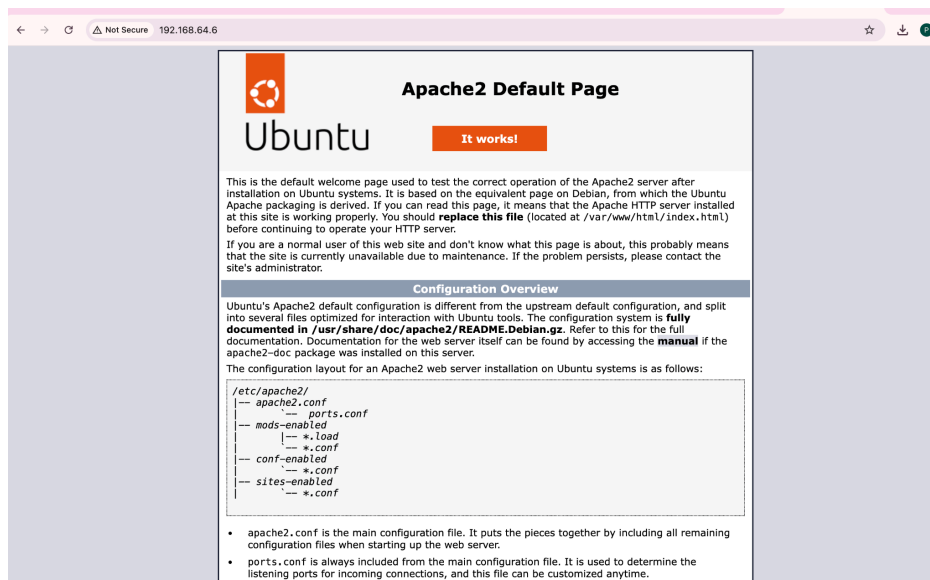 Not Secure 192.168.64.6
P
Apache2 Default Page
Ubuntu
It works!
This is the default welcome page used to test the correct operation of the Apache2 server after
installation on Ubuntu systems. It is based on the equivalent page on Debian, from which the Ubuntu
Apache packaging is derived. If you can read this page, it means that the Apache HTTP server installed
at this site is working properly. You should replace this file (located at /var/www/html/index.html)
before continuing to operate your HTTP server.
If you are a normal user of this web site and don't know what this page is about, this probably means
that the site is currently unavailable due to maintenance. If the problem persists, please contact the
site's administrator.
Configuration Overview
Ubuntu's Apache2 default configuration is different from the upstream default configuration, and split
into several files optimized for interaction with Ubuntu tools. The configuration system is fully
documented in /usr/share/doc/apache2/README.Debian.gz. Refer to this for the full
documentation. Documentation for the web server itself can be found by accessing the manual if the
apache2-doc package was installed on this server.
The configuration layout for an Apache2 web server installation on Ubuntu systems is as follows:
/etc/apache2/
|-- apache2.conf
|       `--  ports.conf
|-- mods-enabled
|       |-- *.load
|       `-- *.conf
|-- conf-enabled
|       `-- *.conf
|-- sites-enabled
|       `-- *.conf
• apache2.conf is the main configuration file. It puts the pieces together by including all remaining
configuration files when starting up the web server.
• ports.conf is always included from the main configuration file. It is used to determine the
listening ports for incoming connections, and this file can be customized anytime.